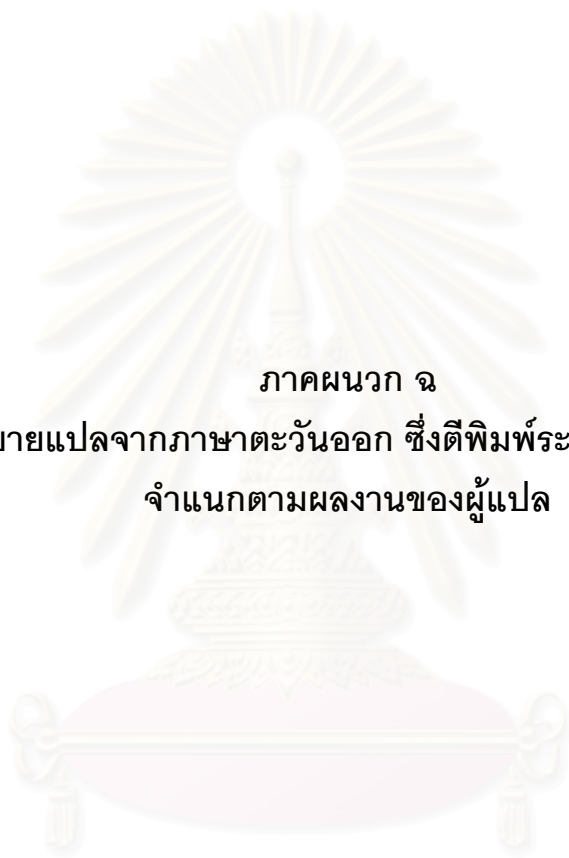 ภาคผนวก ฉ
ายแปลจากภาษาตะวันออก ซึ่งตีพิมพ์ระ
จำแนกตามผลงานของผู้แปล